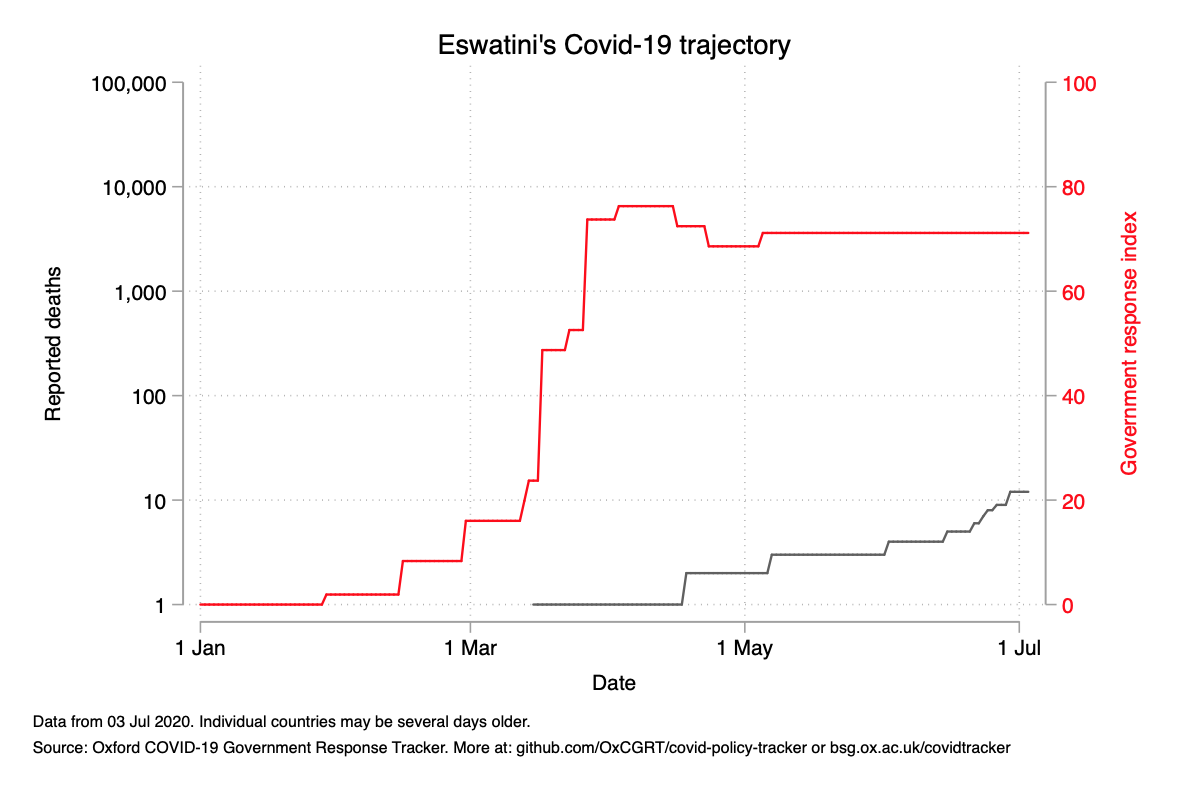 Eswatini's Covid-19 trajectory
100,000
10,000
1,000
100
10
1
Reported deaths
100
80
60
40
20
0
Government response index
1 Jan
1 Mar
1 May
1 Jul
Date
Data from 03 Jul 2020. Individual countries may be several days older.
Source: Oxford COVID-19 Government Response Tracker. More at: github.com/OxCGRT/covid-policy-tracker or bsg.ox.ac.uk/covidtracker